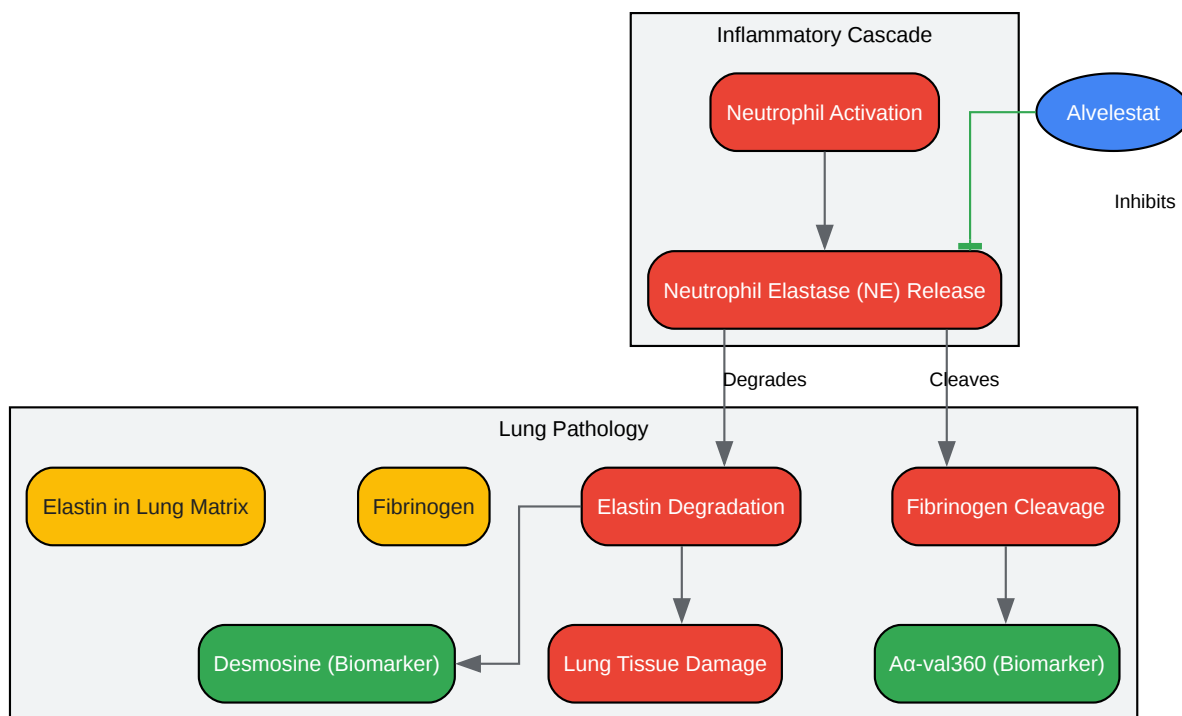 Inflammatory Cascade
Neutrophil Activation
Alvelestat
Inhibits
Neutrophil Elastase (NE) Release
Degrades
Cleaves
Lung Pathology
Elastin in Lung Matrix
Fibrinogen
Elastin Degradation
Fibrinogen Cleavage
Desmosine (Biomarker)
Lung Tissue Damage
Aα-val360 (Biomarker)